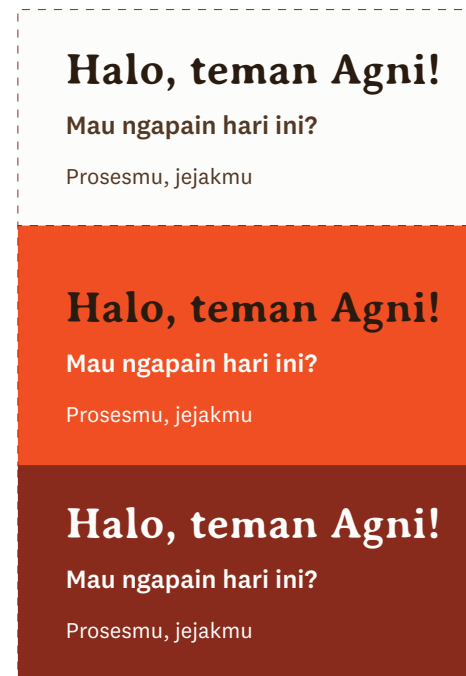 Halo, teman Agni!
Mau ngapain hari ini?
Prosesmu, jejakmu
Halo, teman Agni!
Mau ngapain hari ini?
Prosesmu, jejakmu
Halo, teman Agni!
Mau ngapain hari ini?
Prosesmu, jejakmu